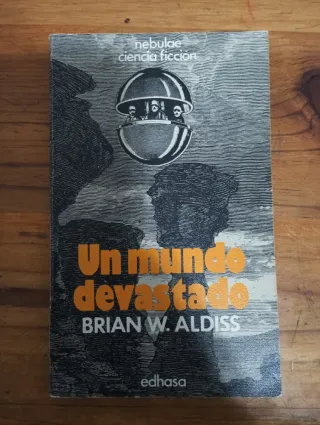 nebulae
ciencia ficción
Un mundo
devastado
BRIAN W. ALDISS
edhasa